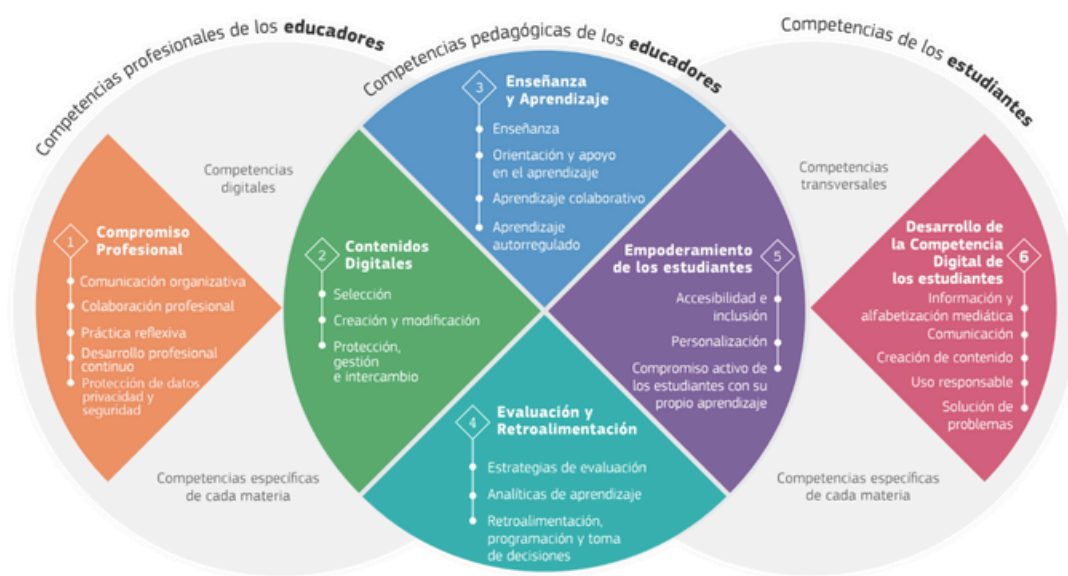 Competencias profesionales de los educadores
Competencias pedagógicas de los educadores
Competencias de los estudiantes
Competencias
digitales
1
Compromiso
Profesional
Comunicación organizativa
Colaboración profesional
Práctica reflexiva
Desarrollo profesional
continuo
Protección de datos
privacidad y
seguridad
Competencias específicas
de cada materia
2
Contenidos
Digitales
Selección
Creación y modificación
Protección,
gestión
e intercambio
3
Enseñanza
y Aprendizaje
Enseñanza
Orientación y apoyo
en el aprendizaje
Aprendizaje colaborativo
Aprendizaje
autorregulado
4
Evaluación y
Retroalimentación
Estrategias de evaluación
Analíticas de aprendizaje
Retroalimentación,
programación y toma
de decisiones
5
Empoderamiento
de los estudiantes
Accesibilidad e
inclusión
Personalización
Compromiso activo de
los estudiantes con su
propio aprendizaje
Competencias
transversales
6
Desarrollo de
la Competencia
Digital de
los estudiantes
Información y
alfabetización mediática
Comunicación
Creación de contenido
Uso responsable
Solución de
problemas
Competencias específicas
de cada materia